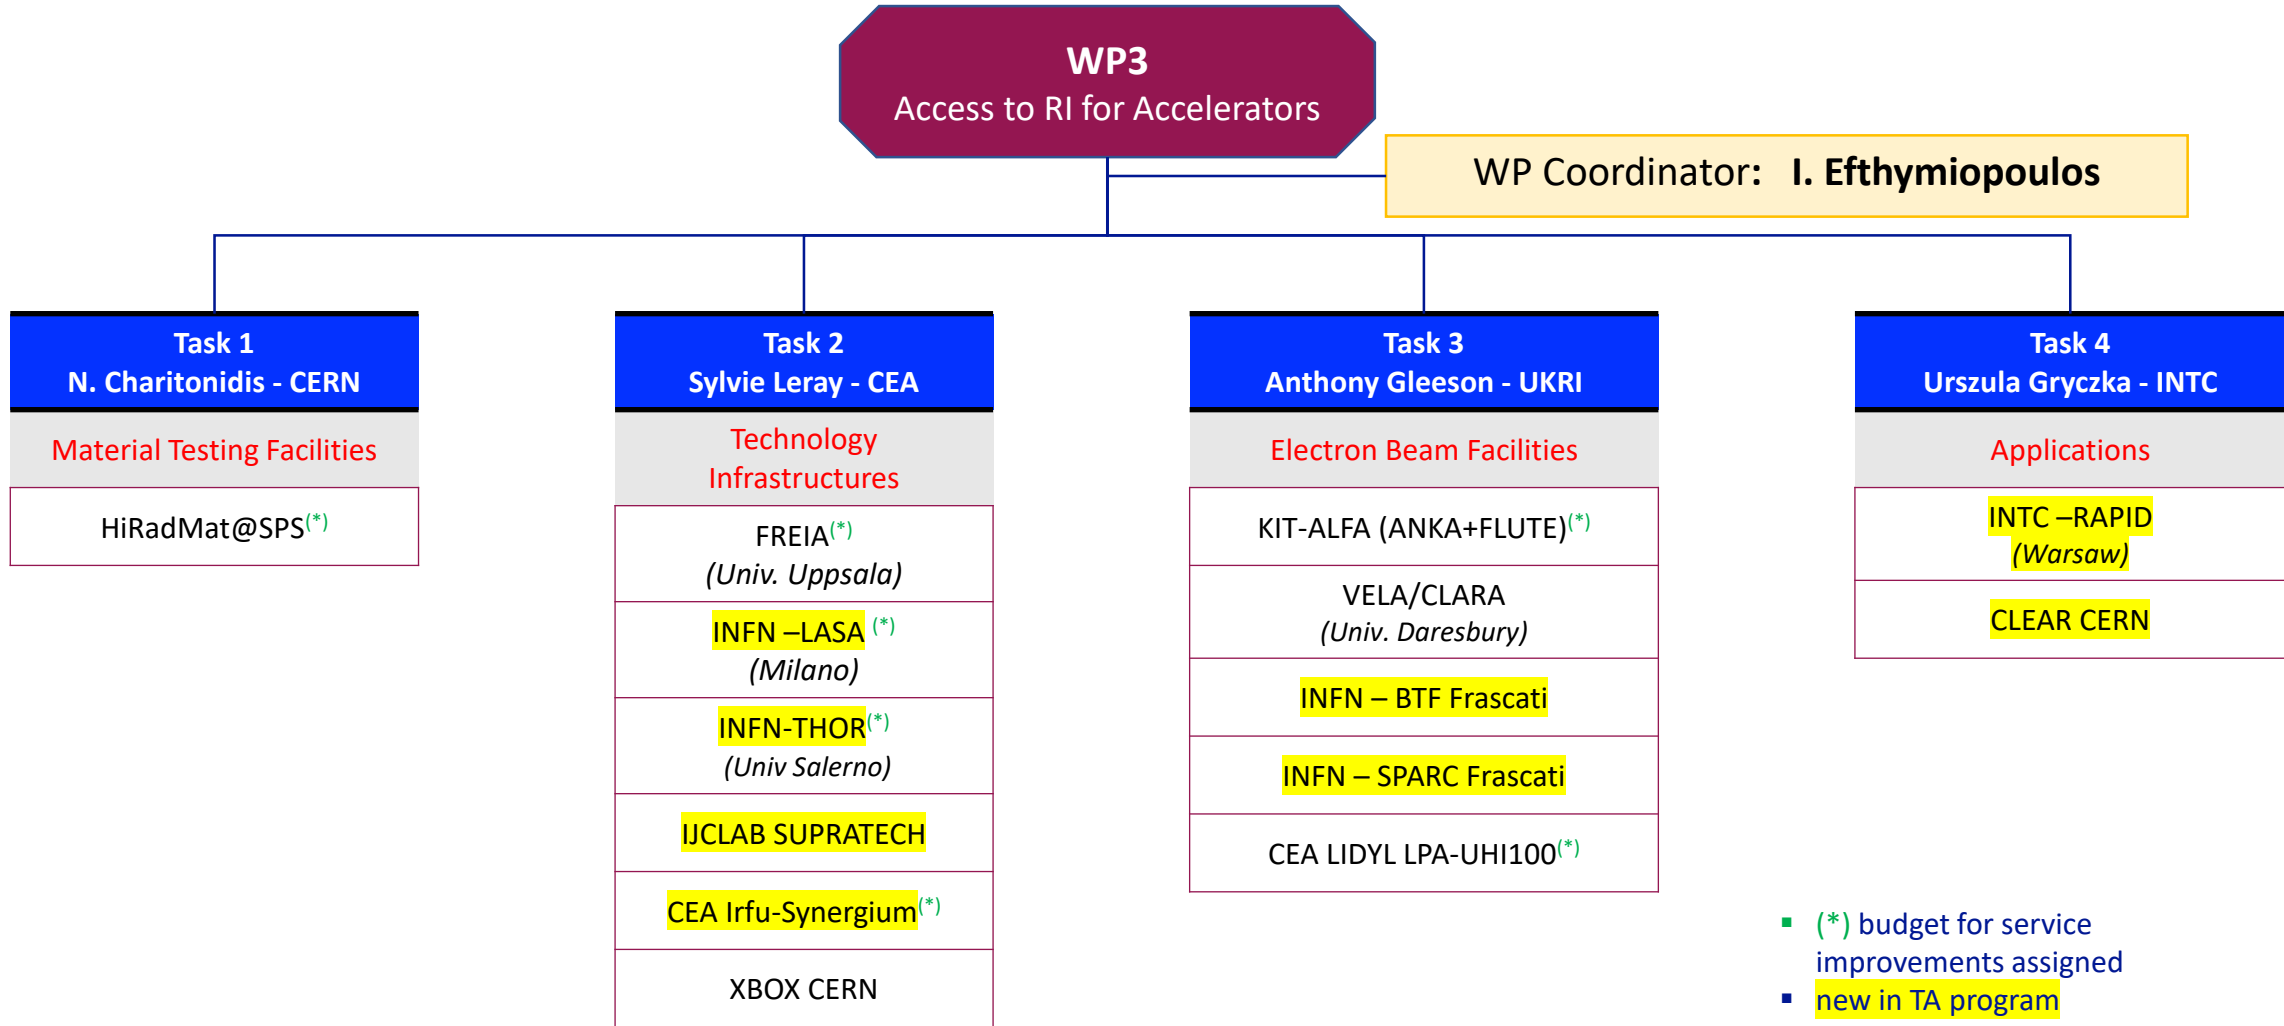 WP3
Access to RI for Accelerators
WP Coordinator: I. Efthymiopoulos
Task 1
N. Charitonidis - CERN
Material Testing Facilities
HiRadMat@SPS(*)
Task 2
Sylvie Leray - CEA
Technology
Infrastructures
FREIA(*)
(Univ. Uppsala)
INFN –LASA (*)
(Milano)
INFN-THOR(*)
(Univ Salerno)
IJCLAB SUPRATECH
CEA Irfu-Synergium(*)
XBOX CERN
Task 3
Anthony Gleeson - UKRI
Electron Beam Facilities
KIT-ALFA (ANKA+FLUTE)(*)
VELA/CLARA
(Univ. Daresbury)
INFN – BTF Frascati
INFN – SPARC Frascati
CEA LIDYL LPA-UHI100(*)
Task 4
Urszula Gryczka - INTC
Applications
INTC –RAPID
(Warsaw)
CLEAR CERN
▪ (*) budget for service
improvements assigned
▪ new in TA program